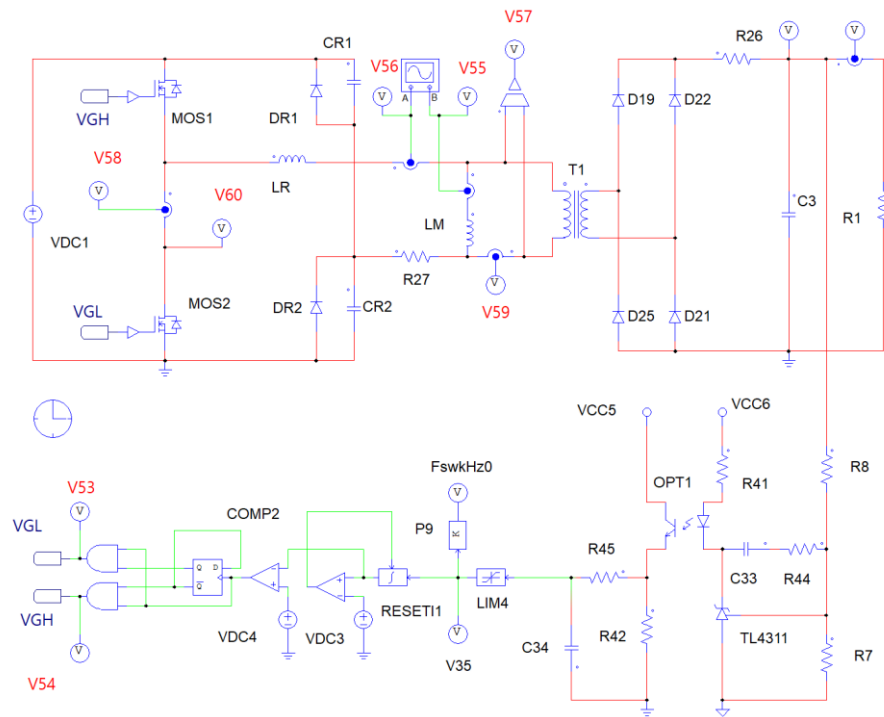 V57
CR1
R26
V
V
V
V56
V55
V
A
B
V
VGH
MOS1
DR1
D19
D22
V58
V
LR
T1
V60
V
VDC1
LM
C3
R1
R27
MOS2
V
VGL
DR2
CR2
V59
D25
D21
VCC5
VCC6
FswkHz0
V
OPT1
R41
R8
V53
V
COMP2
P9
K
VGL
Q
D
Q
R45
C33
R44
RESETI1
LIM4
VGH
VDC4
VDC3
V
V35
C34
R42
TL4311
R7
V
V54